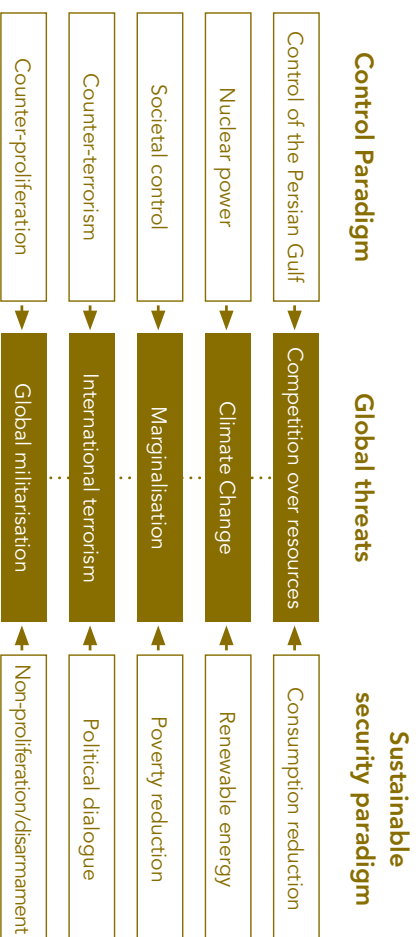 Control Paradigm
Global threats
Sustainable
security paradigm
Control of the Persian Gulf
Competition over resources
Consumption reduction
Nuclear power
Climate Change
Renewable energy
Societal control
Marginalisation
Poverty reduction
Counter-terrorism
International terrorism
Political dialogue
Counter-proliferation
Global militarisation
Non-proliferation/disarmament